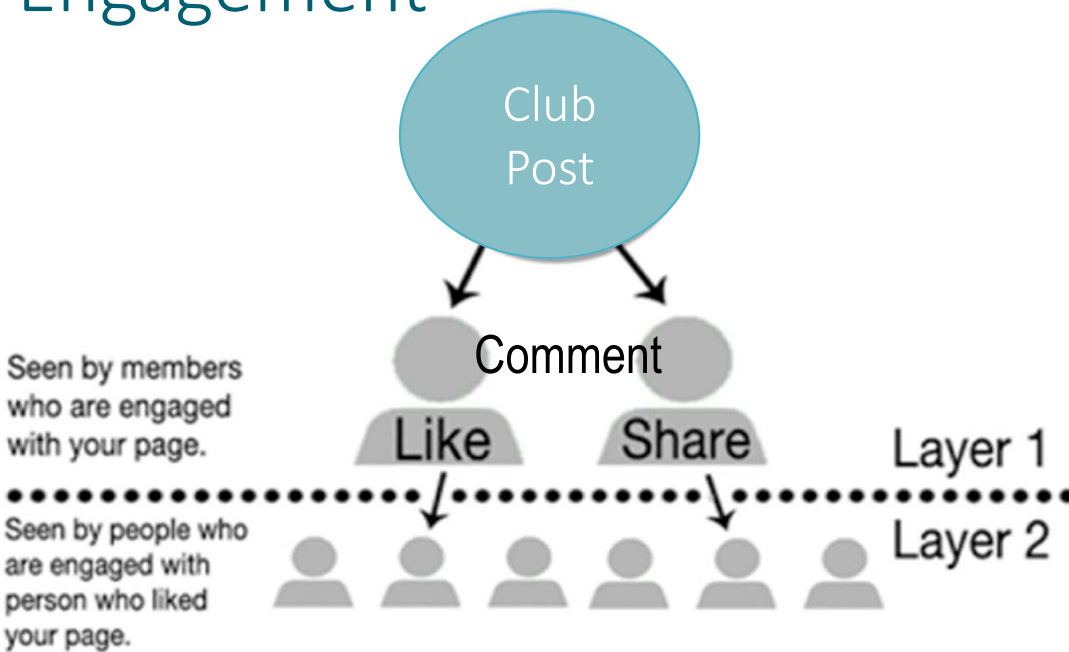 Engagement
Club
Post
Comment
Seen by members
who are engaged
with your page.
Like
Share
Layer 1
Seen by people who
are engaged with
person who liked
your page.
Layer 2